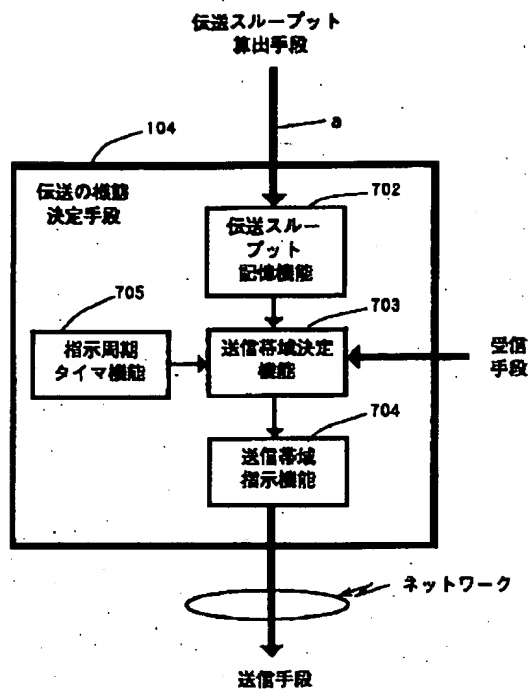 伝送スループット
算出手段
a
104
伝送の様態
決定手段
702
伝送スルー
プット
記憶機能
705
703
指示周期
タイマ機能
送信帯域決定
機能
受信
手段
704
送信帯域
指示機能
ネットワーク
送信手段